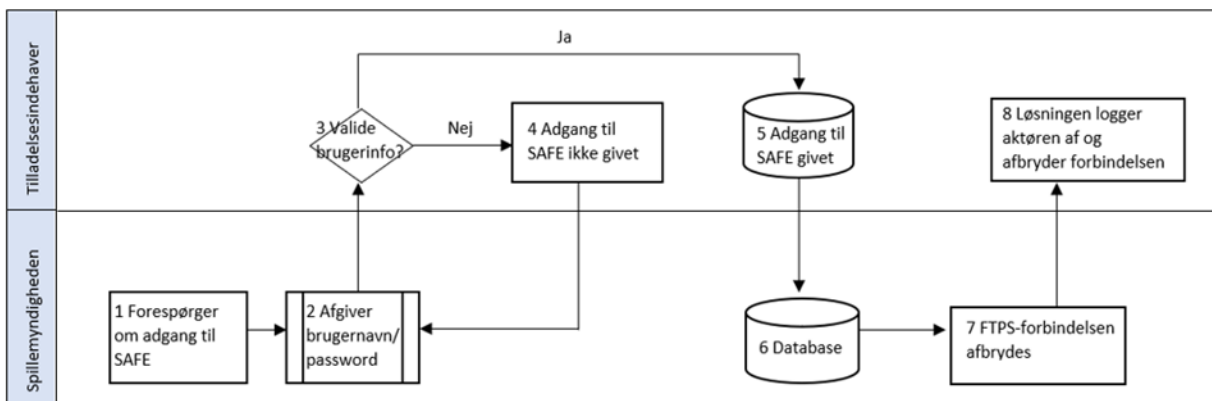 Tilladelsesindehaver
Ja
3 Valide
brugerinfo?
Nej
4 Adgang til
SAFE ikke givet
5 Adgang til
SAFE givet
8 Løsningen logger
aktøren af og
afbryder forbindelsen
Spillemyndigheden
1 Forespørger
om adgang til
SAFE
2 Afgiver
brugernavn/
password
6 Database
7 FTPS-forbindelsen
afbrydes